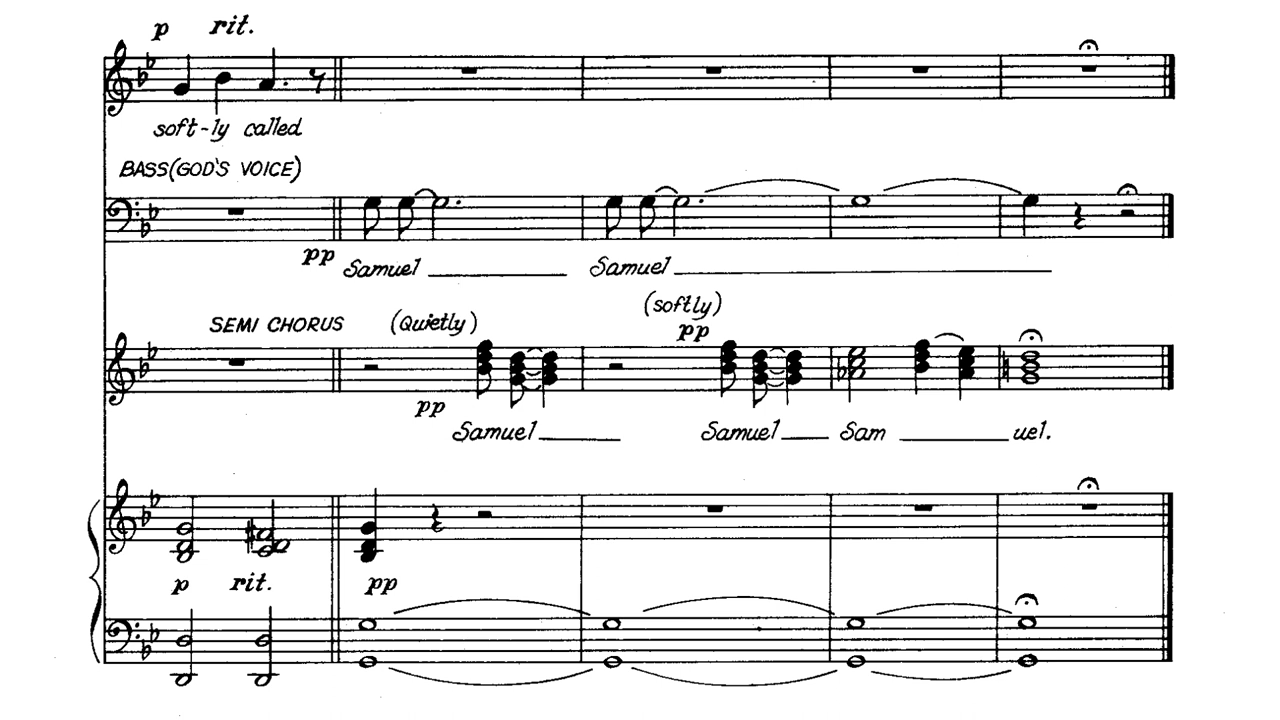 p rit.
soft-ly called
BASS(GOD'S VOICE)
pp Samuel Samuel
(softly)
SEMI CHORUS (Quietly) pp
pp
Samuel Samuel Sam uel.
p rit. pp